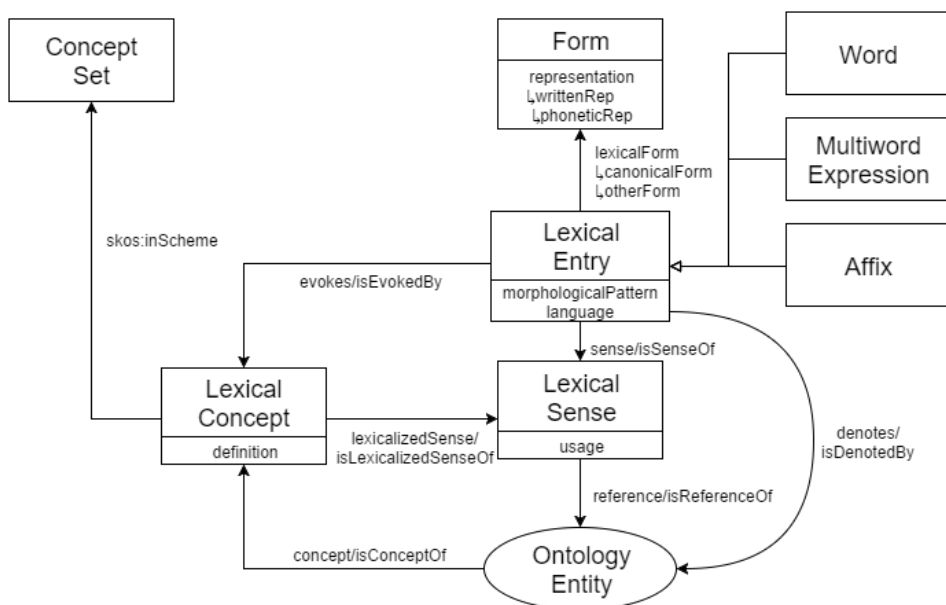 Concept
Set
Form
representation
↳writtenRep
↳phoneticRep
Word
Multiword
Expression
Affix
lexicalForm
↳canonicalForm
↳otherForm
skos:inScheme
Lexical
Entry
morphologicalPattern
language
evokes/isEvokedBy
sense/isSenseOf
Lexical
Concept
definition
lexicalizedSense/
isLexicalizedSenseOf
Lexical
Sense
usage
denotes/
isDenotedBy
reference/isReferenceOf
concept/isConceptOf
Ontology
Entity